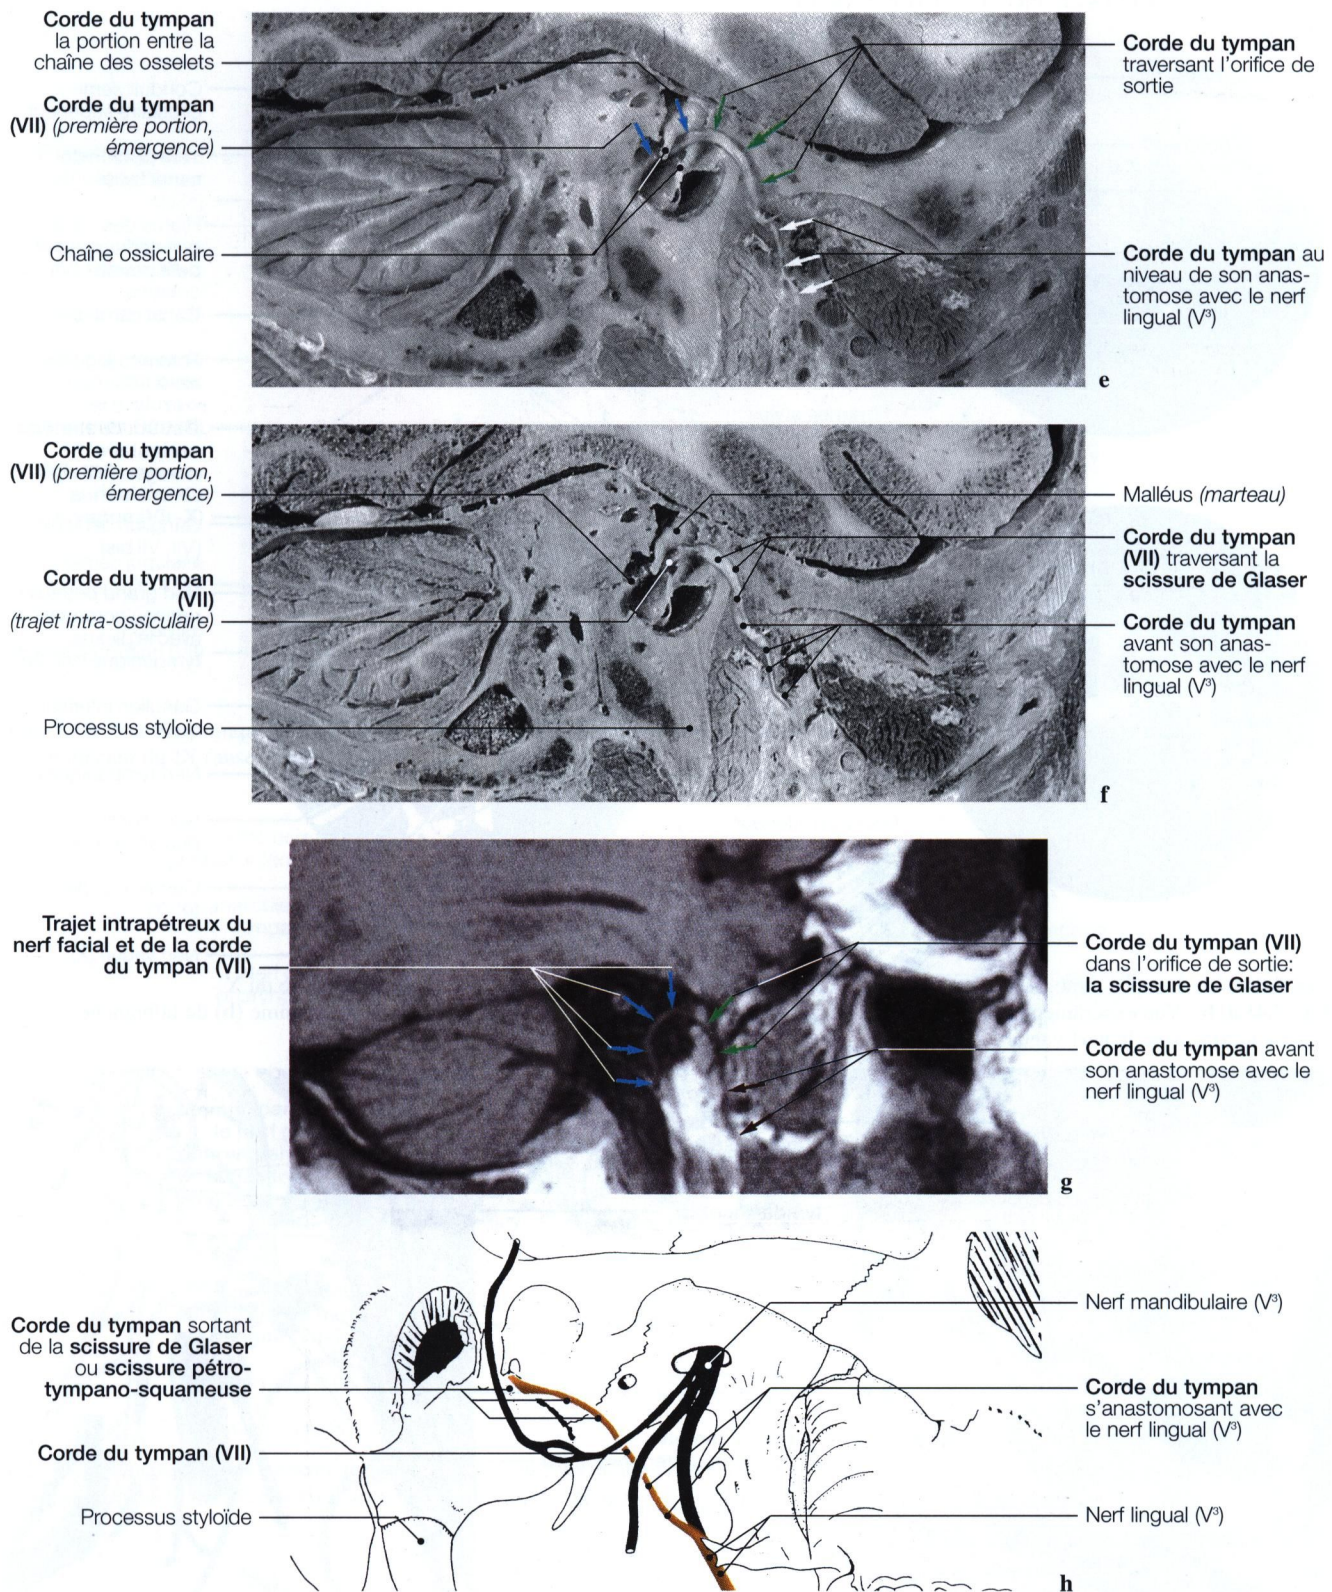 Corde du tympan
la portion entre la
chaîne des osselets
Corde du tympan
(VII) (première portion,
émergence)
Chaîne ossiculaire
Corde du tympan
traversant l'orifice de
sortie
Corde du tympan au
niveau de son anas-
tomose avec le nerf
lingual (V³)
e
Corde du tympan
(VII) (première portion,
émergence)
Corde du tympan
(VII)
(trajet intra-ossiculaire)
Processus styloïde
Malléus (marteau)
Corde du tympan
(VII) traversant la
scissure de Glaser
Corde du tympan
avant son anas-
tomose avec le nerf
lingual (V³)
f
Trajet intrapétreux du
nerf facial et de la corde
du tympan (VII)
Corde du tympan (VII)
dans l'orifice de sortie:
la scissure de Glaser
Corde du tympan avant
son anastomose avec le
nerf lingual (V³)
g
Corde du tympan sortant
de la scissure de Glaser
ou scissure pétro-
tympano-squameuse
Corde du tympan (VII)
Processus styloïde
Nerf mandibulaire (V³)
Corde du tympan
s'anastomosant avec
le nerf lingual (V³)
Nerf lingual (V³)
h